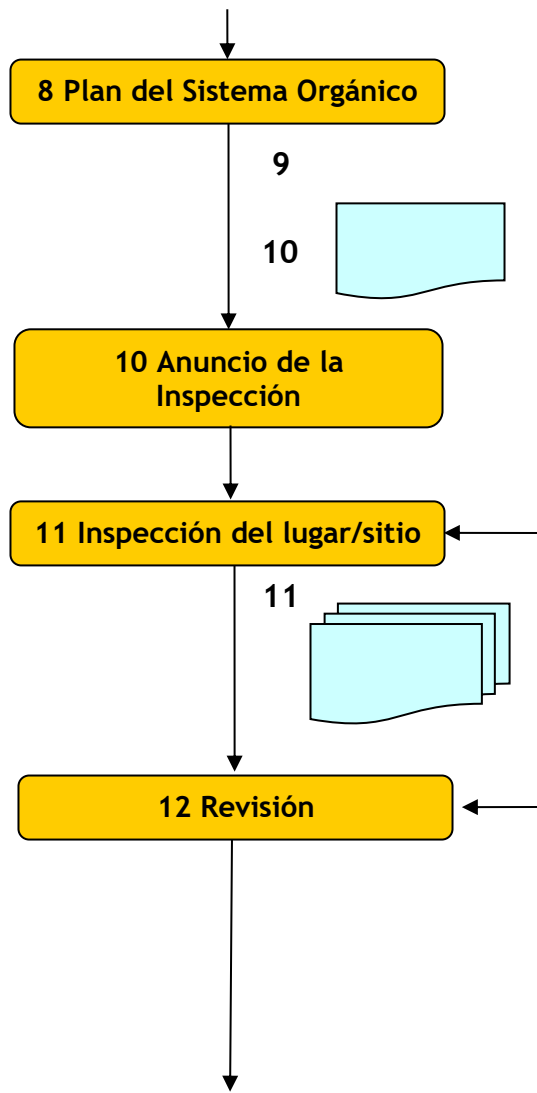 8 Plan del Sistema Orgánico
9
10
10 Anuncio de la
Inspección
11 Inspección del lugar/sitio
11
12 Revisión